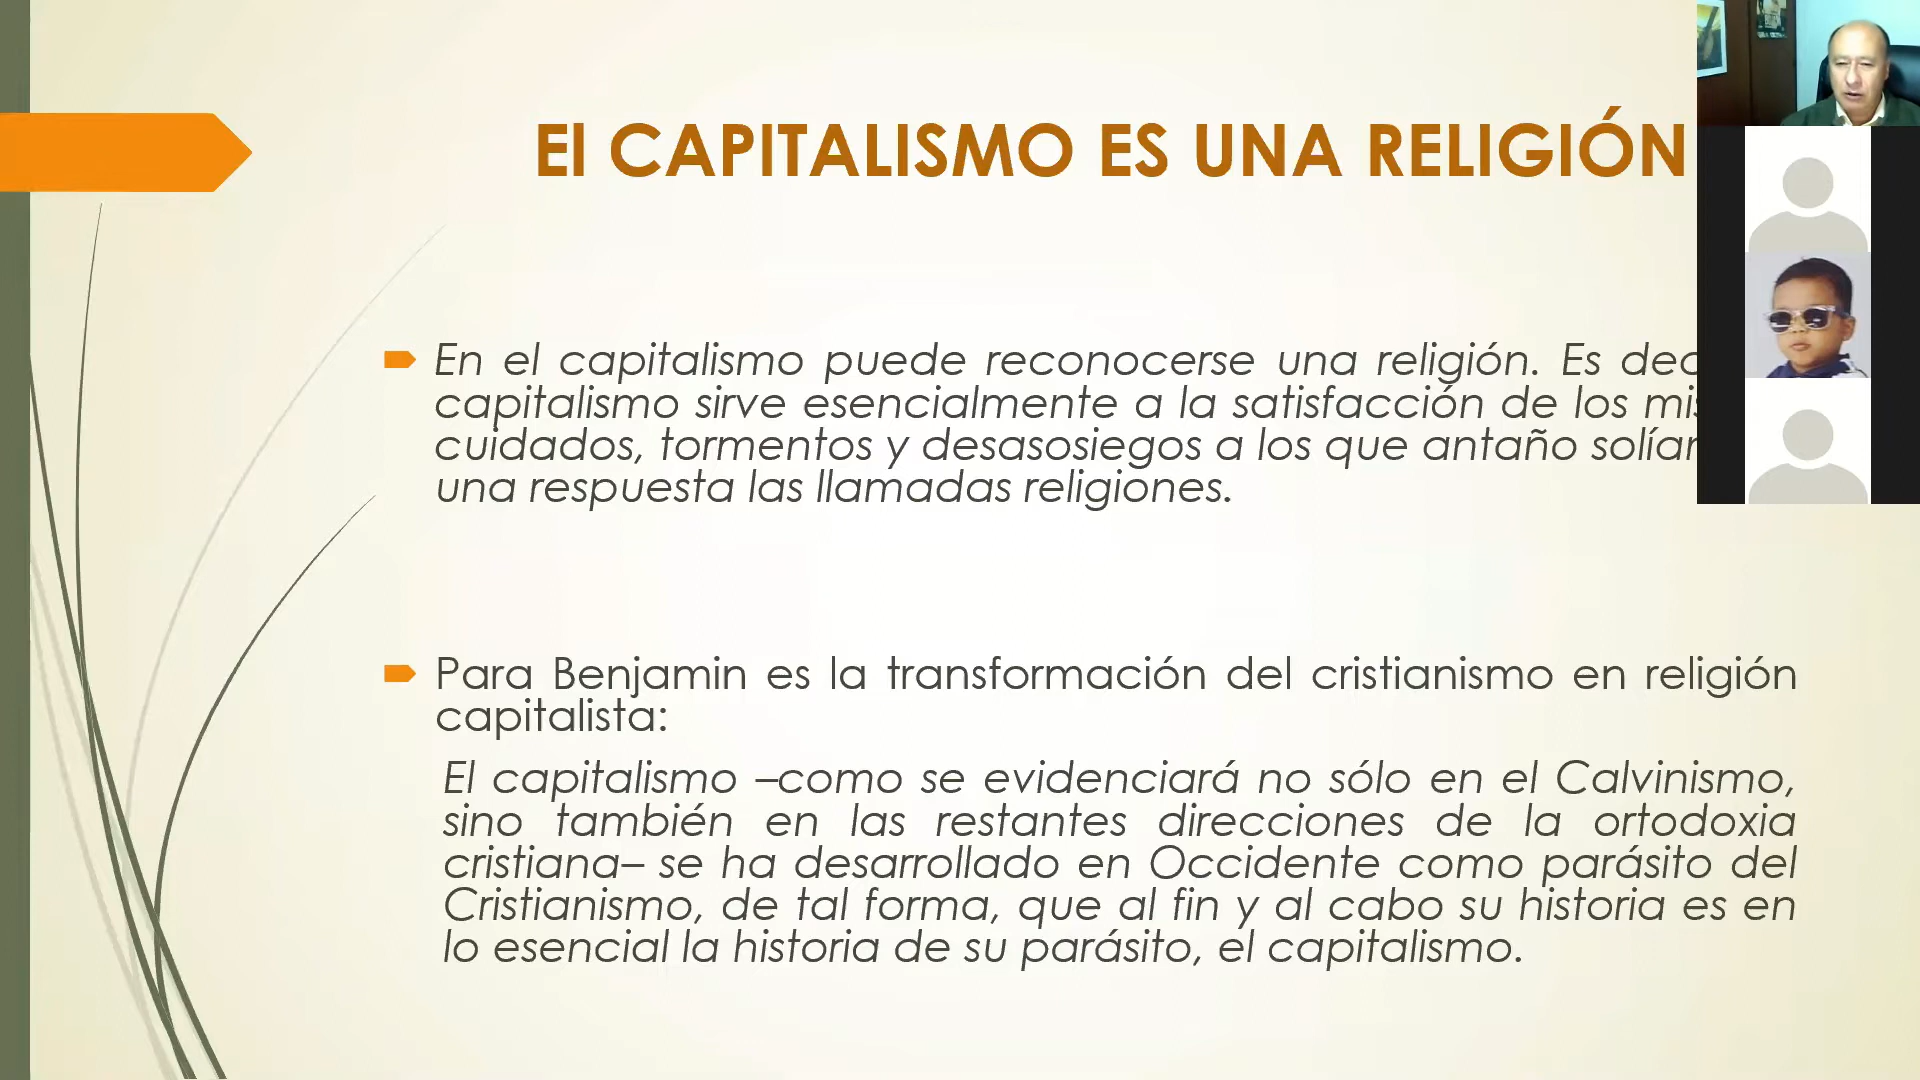 El CAPITALISMO ES UNA RELIGIÓN
En el capitalismo puede reconocerse una religión. Es
capitalismo sirve esencialmente a la satisfacción de los
cuidados, tormentos y desasosiegos a los que antaño
una respuesta las llamadas religiones.
Para Benjamin es la transformación del cristianismo en religión
capitalista:
El capitalismo –como se evidenciará no sólo en el Calvinismo,
sino también en las restantes direcciones de la ortodoxia
cristiana– se ha desarrollado en Occidente como parásito del
Cristianismo, de tal forma, que al fin y al cabo su historia es en
lo esencial la historia de su parásito, el capitalismo.